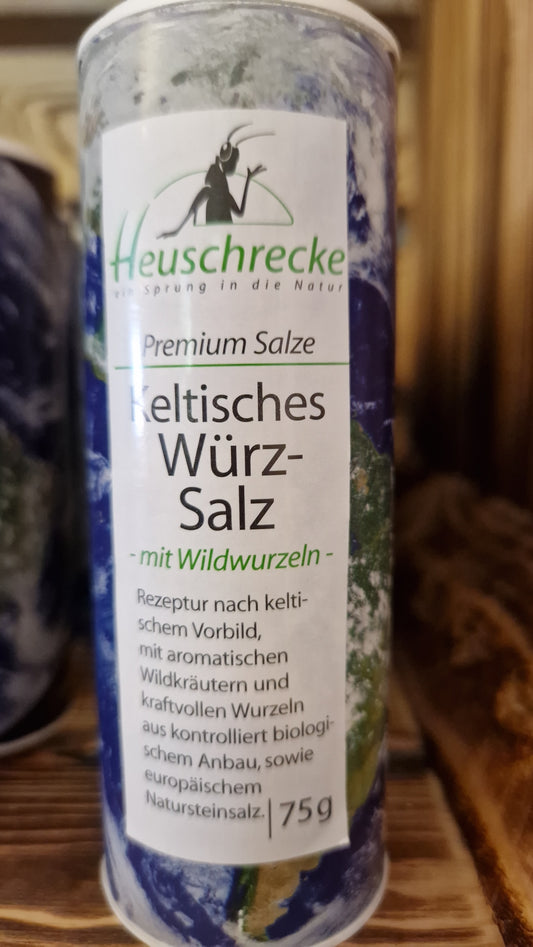 Heuschrecke
ein Sprung in die Natur
Premium Salze
Keltisches
Würz-
Salz
- mit Wildwurzeln -
Rezeptur nach kelti-
schem Vorbild,
mit aromatischen
Wildkräutern und
kraftvollen Wurzeln
aus kontrolliert biologi-
schem Anbau, sowie
europäischem
Natursteinsalz.
75g